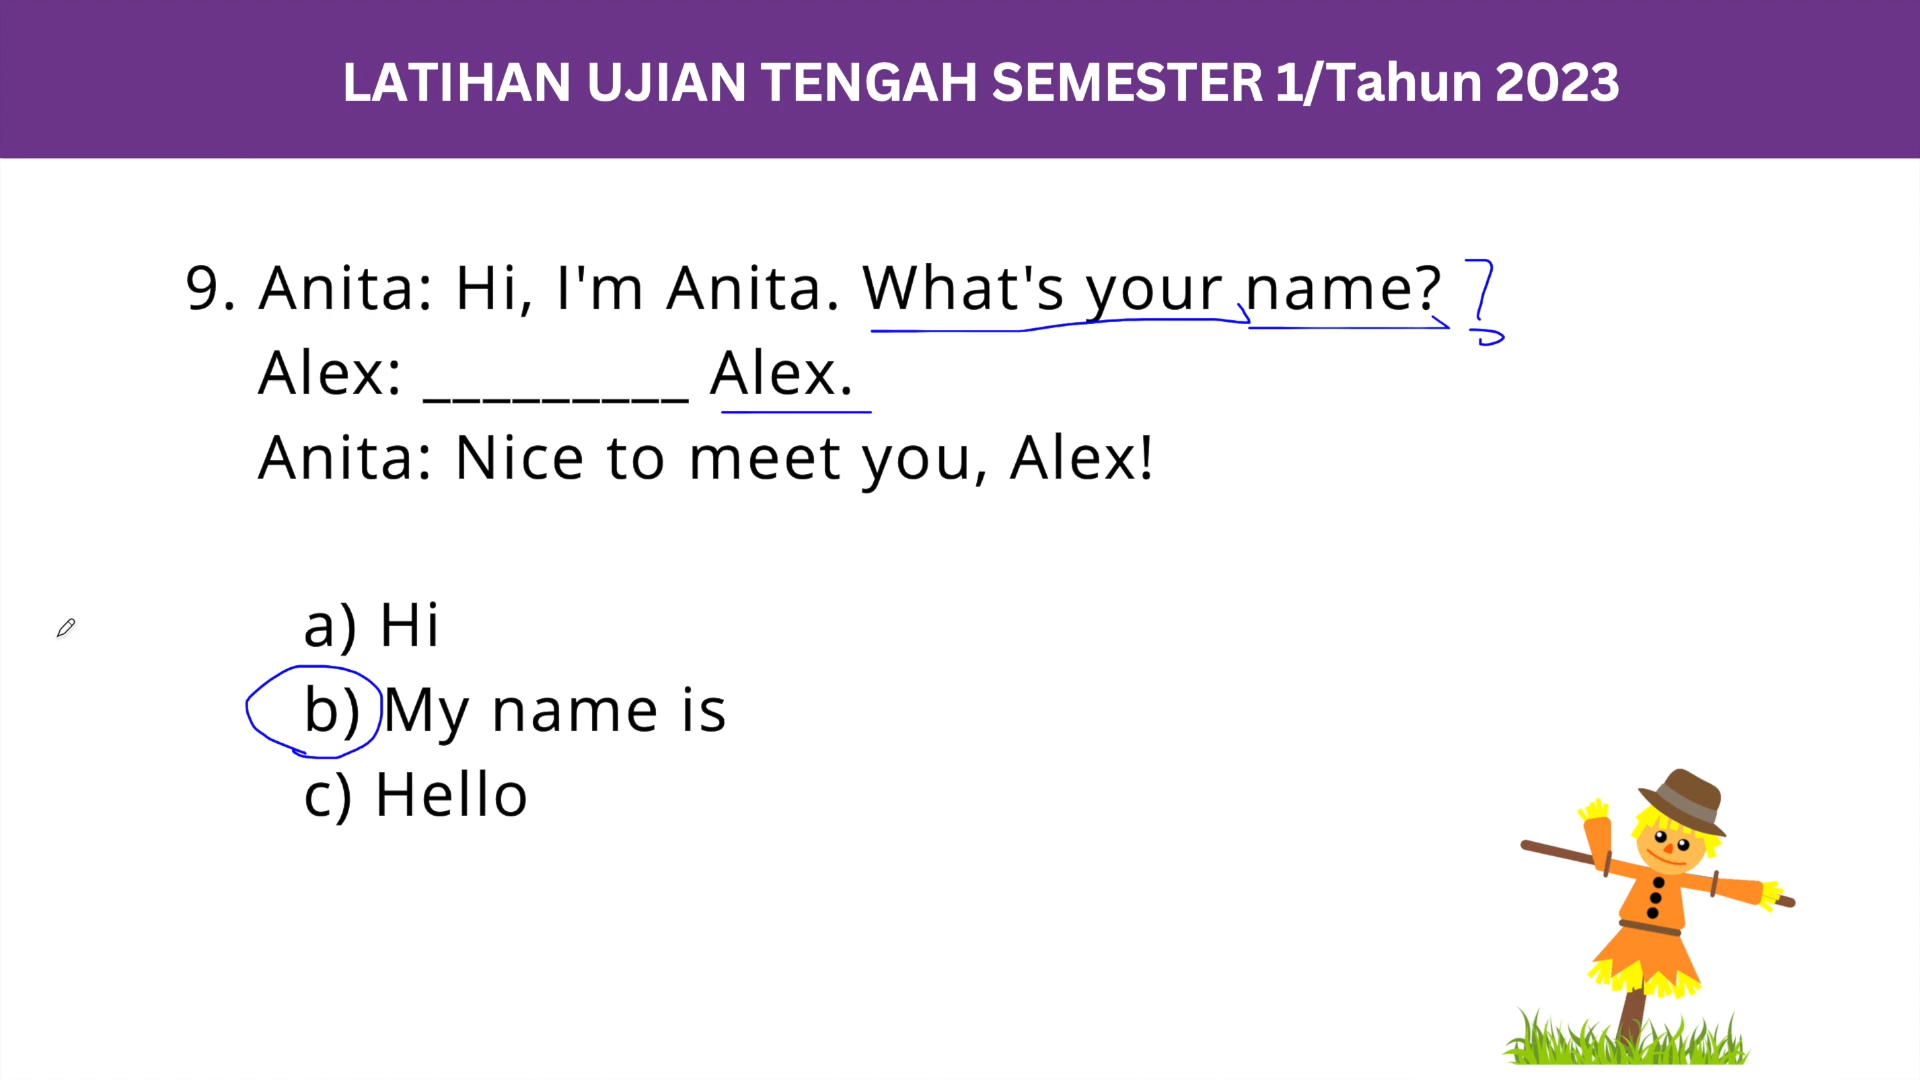 LATIHAN UJIAN TENGAH SEMESTER 1/Tahun 2023
9. Anita: Hi, I'm Anita. What's your name? ?
Alex: _________ Alex.
Anita: Nice to meet you, Alex!
a) Hi
b) My name is
c) Hello